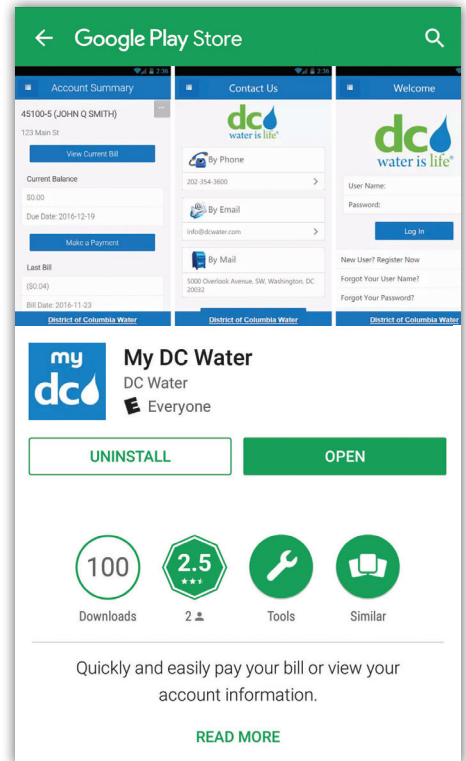 Google Play Store
2:36
Account Summary
45100-5 (JOHN Q SMITH)
123 Main St
View Current Bill
Current Balance
$0.00
Due Date: 2016-12-19
Make a Payment
Last Bill
($0.04)
Bill Date: 2016-11-23
District of Columbia Water
2:36
Contact Us
dc
water is life®
By Phone
202-354-3600
By Email
info@dcwater.com
By Mail
5000 Overlook Avenue, SW, Washington, DC
20032
District of Columbia Water
Welcome
dc
water is life®
User Name:
Password:
Log In
New User? Register Now
Forgot Your User Name?
Forgot Your Password?
District of Columbia Water
my
dc
My DC Water
DC Water
E Everyone
UNINSTALL
OPEN
100
2.5
Downloads
2
Tools
Similar
Quickly and easily pay your bill or view your
account information.
READ MORE